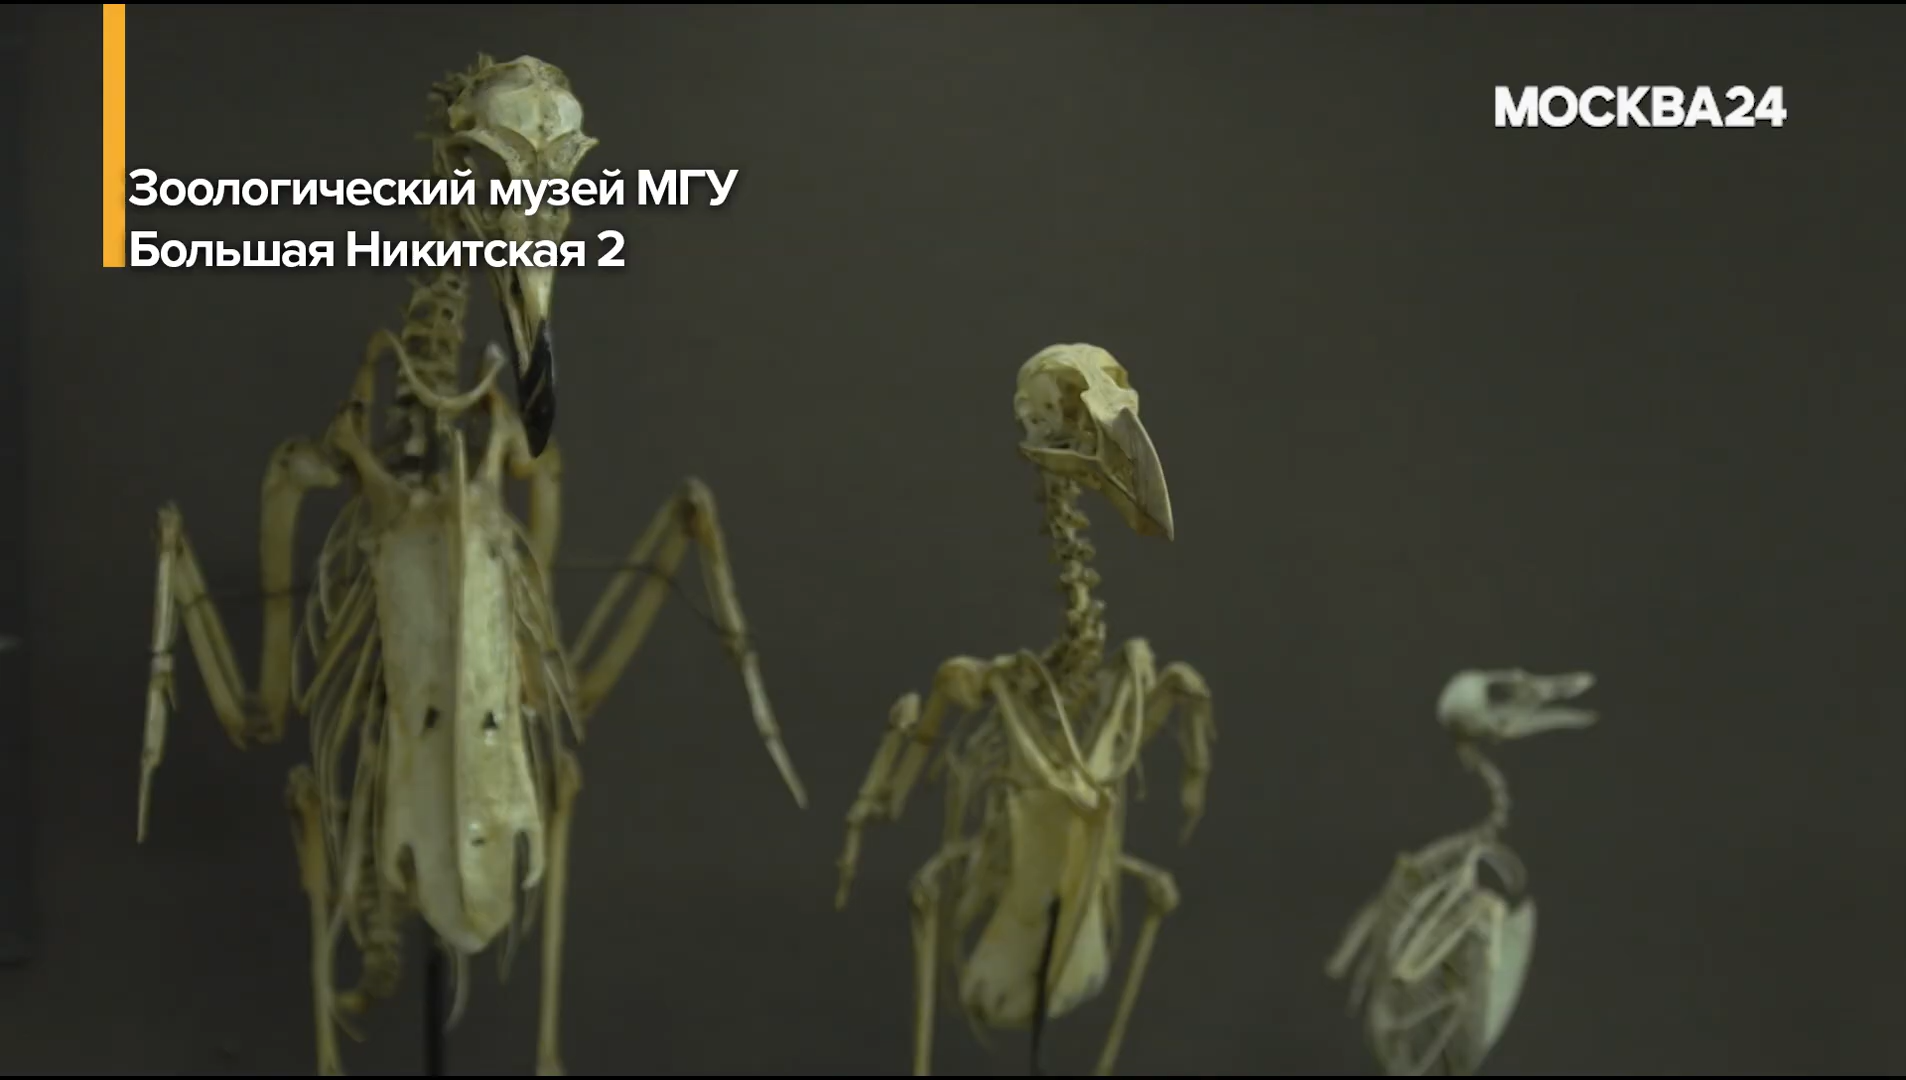 МОСКВА24
Зоологический музей МГУ
Большая Никитская 2